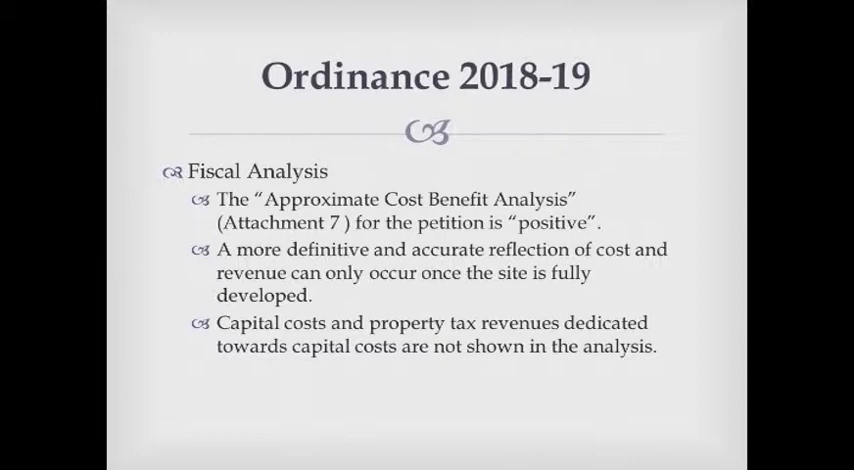 Ordinance 2018-19
Fiscal Analysis
The “Approximate Cost Benefit Analysis”
(Attachment 7 ) for the petition is “positive”.
A more definitive and accurate reflection of cost and
revenue can only occur once the site is fully
developed.
Capital costs and property tax revenues dedicated
towards capital costs are not shown in the analysis.